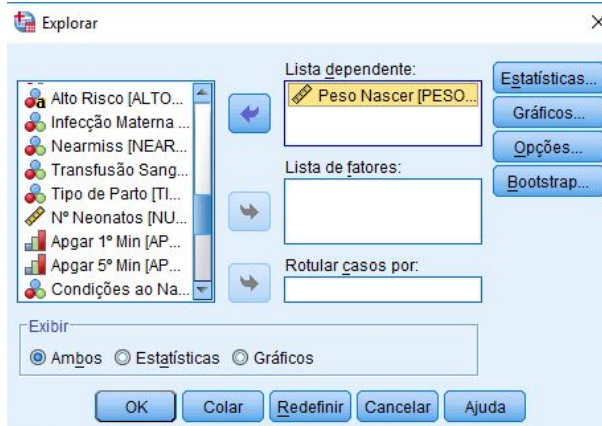 Explorar
Alto Risco [ALTO...
Infecção Materna ...
Nearmiss [NEAR...
Transfusão Sang...
Tipo de Parto [TI...
Nº Neonatos [NU...
Apgar 1º Min [AP...
Apgar 5º Min [AP...
Condições ao Na...
Lista dependente:
Peso Nascer [PESO...
Lista de fatores:
Rotular casos por:
Estatísticas...
Gráficos...
Opções...
Bootstrap...
Exibir
Ambos Estatísticas Gráficos
OK Colar Redefinir Cancelar Ajuda